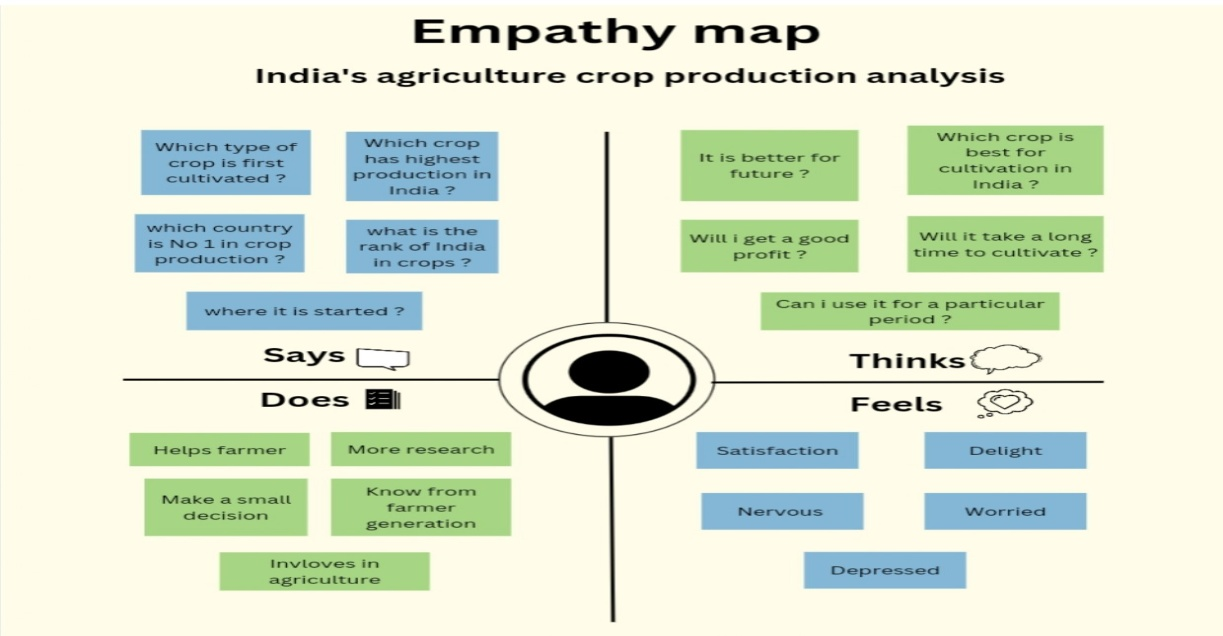 Empathy map
India's agriculture crop production analysis
Which type of
crop is first
cultivated ?
Which crop
has highest
production in
India ?
which country
is No 1 in crop
production ?
what is the
rank of India
in crops ?
where it is started ?
Says
It is better for
future ?
Which crop is
best for
cultivation in
India ?
Will i get a good
profit ?
Will it take a long
time to cultivate ?
Can i use it for a particular
period ?
Thinks
Does
Helps farmer
More research
Make a small
decision
Know from
farmer
generation
Invloves in
agriculture
Feels
Satisfaction
Delight
Nervous
Worried
Depressed